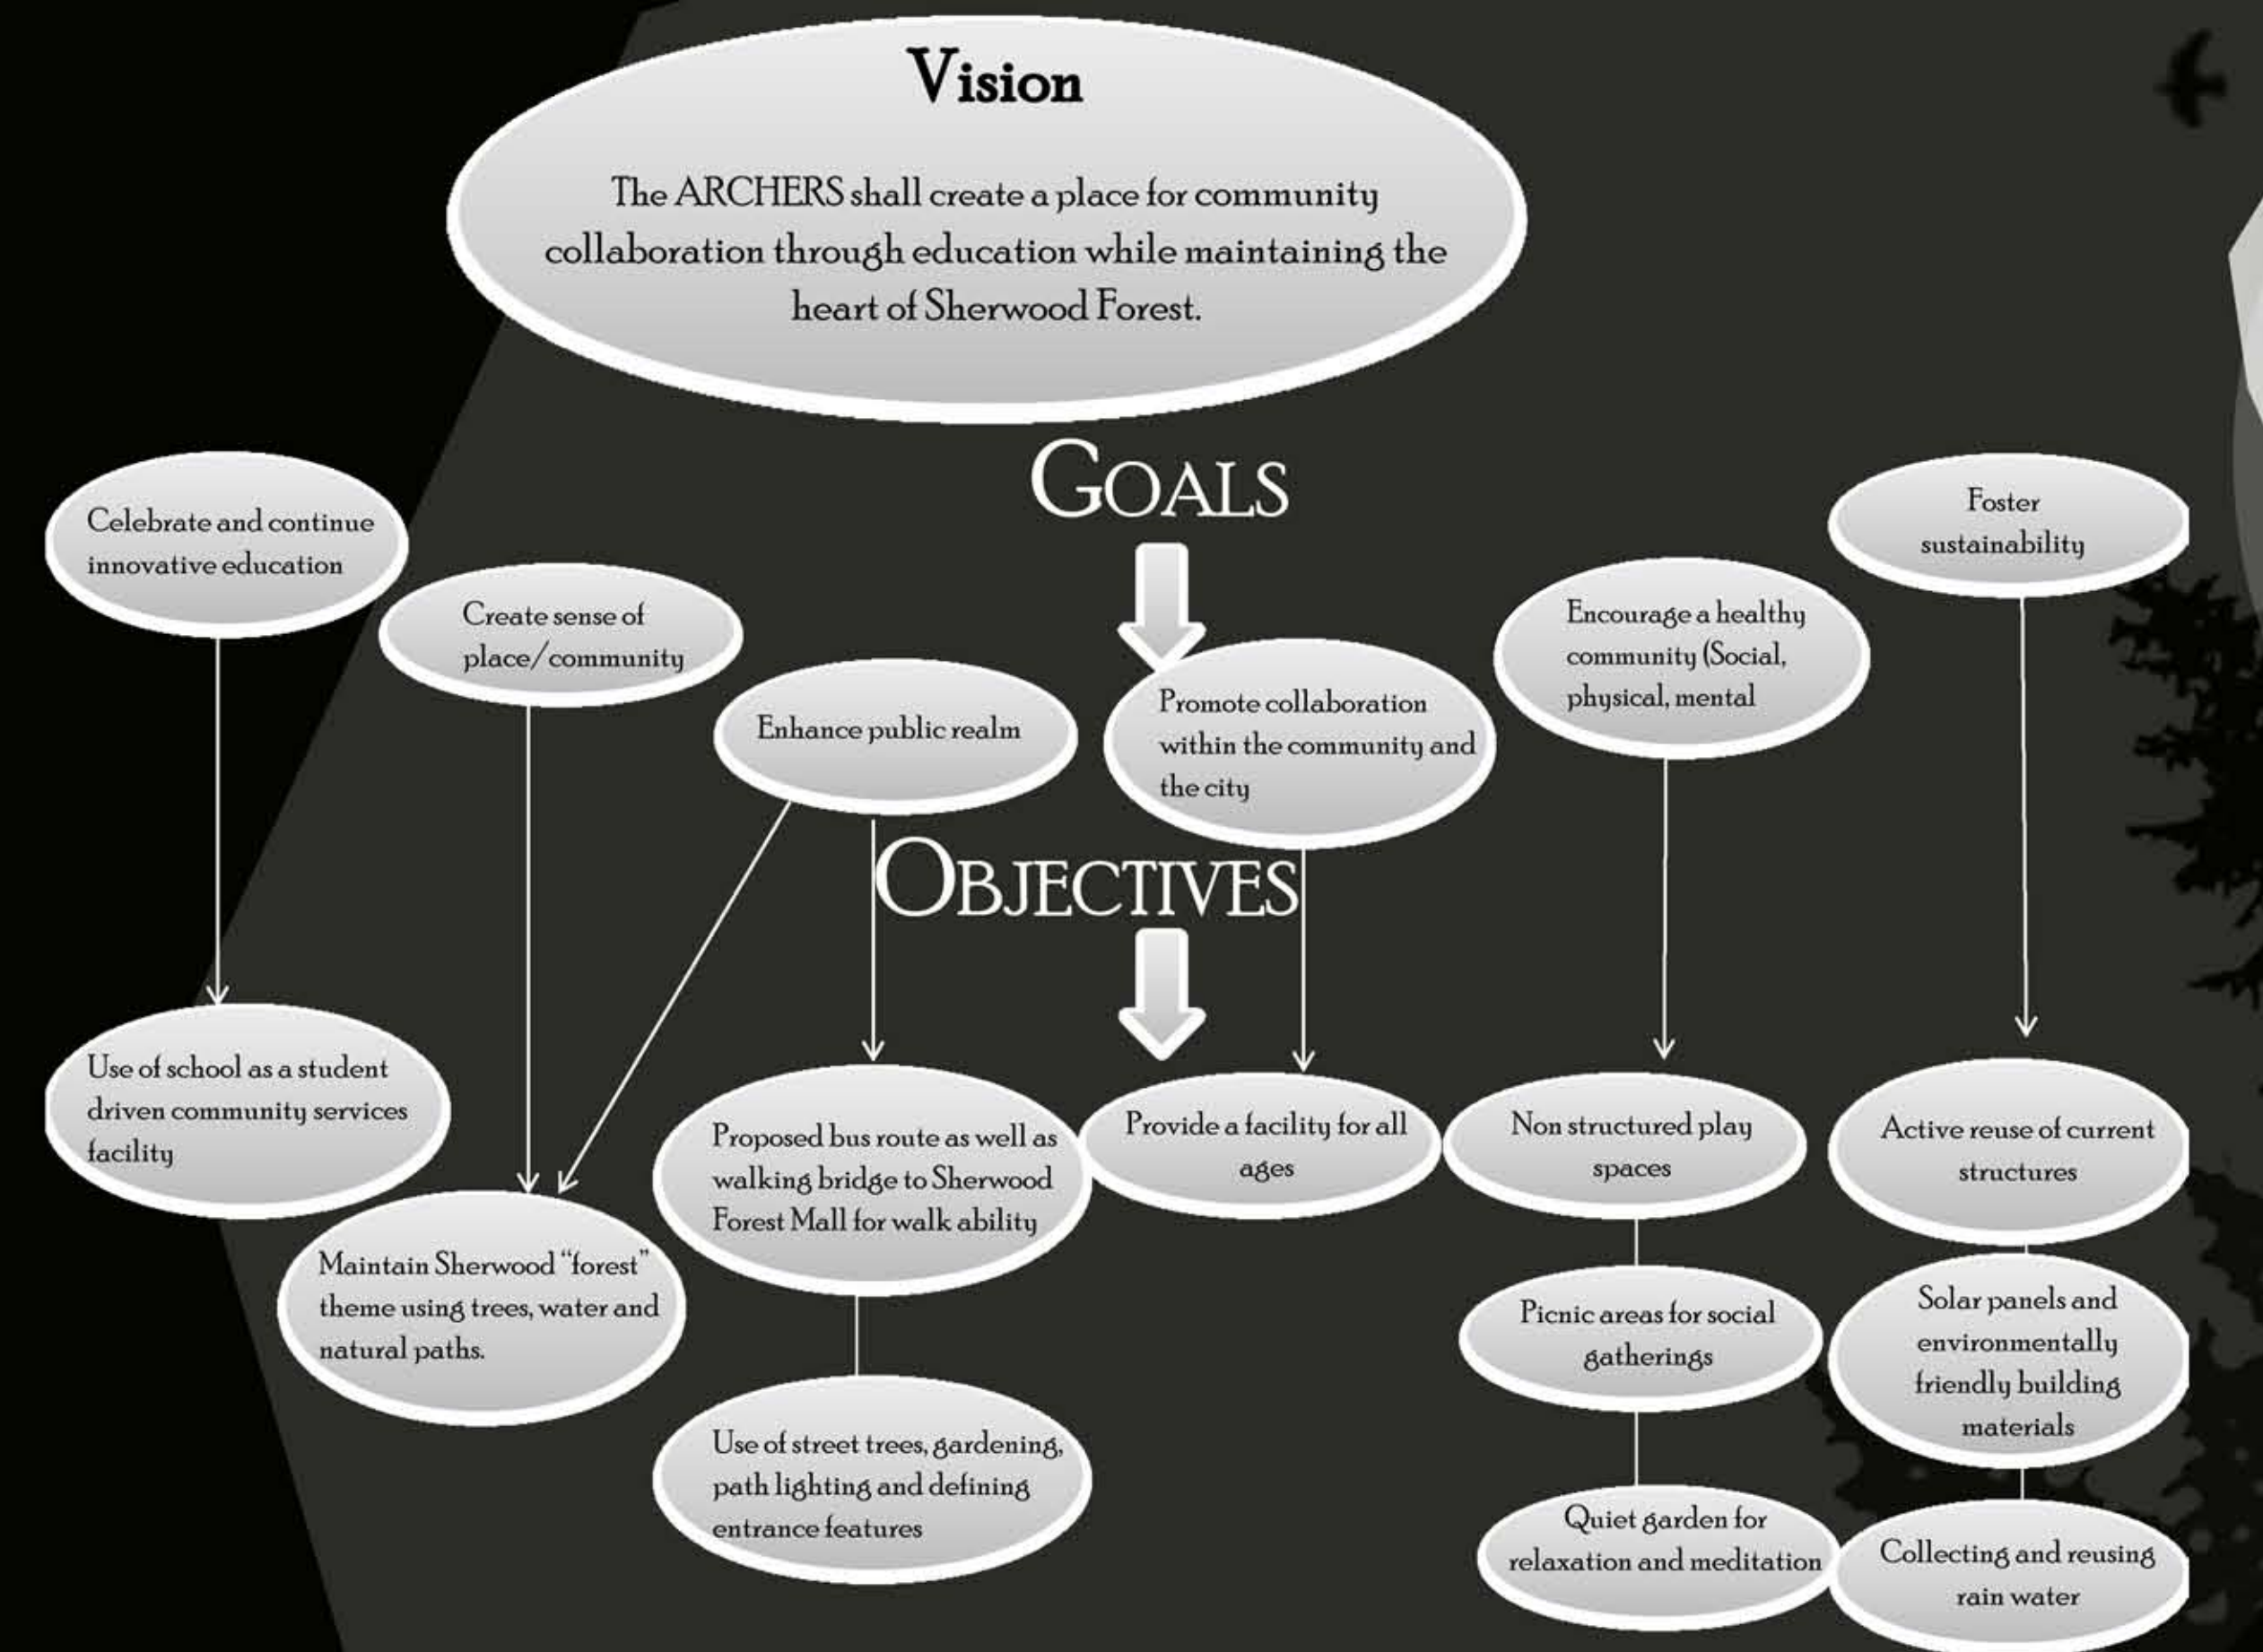 Vision
The ARCHERS shall create a place for community
collaboration through education while maintaining the
heart of Sherwood Forest.
GOALS
Celebrate and continue
innovative education
Create sense of
place/community
Enhance public realm
Promote collaboration
within the community and
the city
Encourage a healthy
community (Social,
physical, mental
Foster
sustainability
OBJECTIVES
Use of school as a student
driven community services
facility
Maintain Sherwood “forest”
theme using trees, water and
natural paths.
Proposed bus route as well as
walking bridge to Sherwood
Forest Mall for walk ability
Use of street trees, gardening,
path lighting and defining
entrance features
Provide a facility for all
ages
Non structured play
spaces
Picnic areas for social
gatherings
Quiet garden for
relaxation and meditation
Active reuse of current
structures
Solar panels and
environmentally
friendly building
materials
Collecting and reusing
rain water